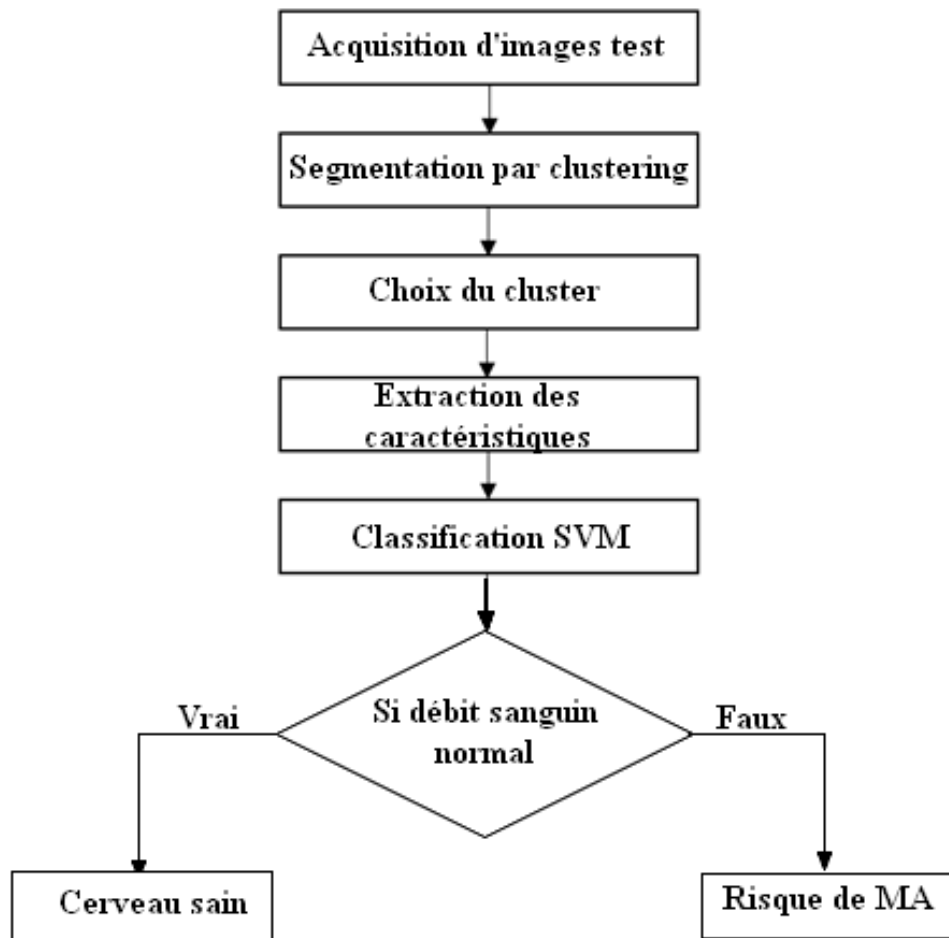 Acquisition d'images test
Segmentation par clustering
Choix du cluster
Extraction des
caractéristiques
Classification SVM
Si débit sanguin
normal
Vrai
Faux
Cerveau sain
Risque de MA